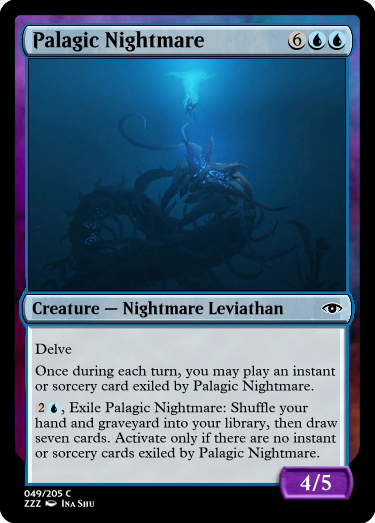 Palagic Nightmare 6
Creature — Nightmare Leviathan
Delve
Once during each turn, you may play an instant
or sorcery card exiled by Palagic Nightmare.
2 , Exile Palagic Nightmare: Shuffle your
hand and graveyard into your library, then draw
seven cards. Activate only if there are no instant
or sorcery cards exiled by Palagic Nightmare.
4/5
049/205 C
ZZZ Ina Shu